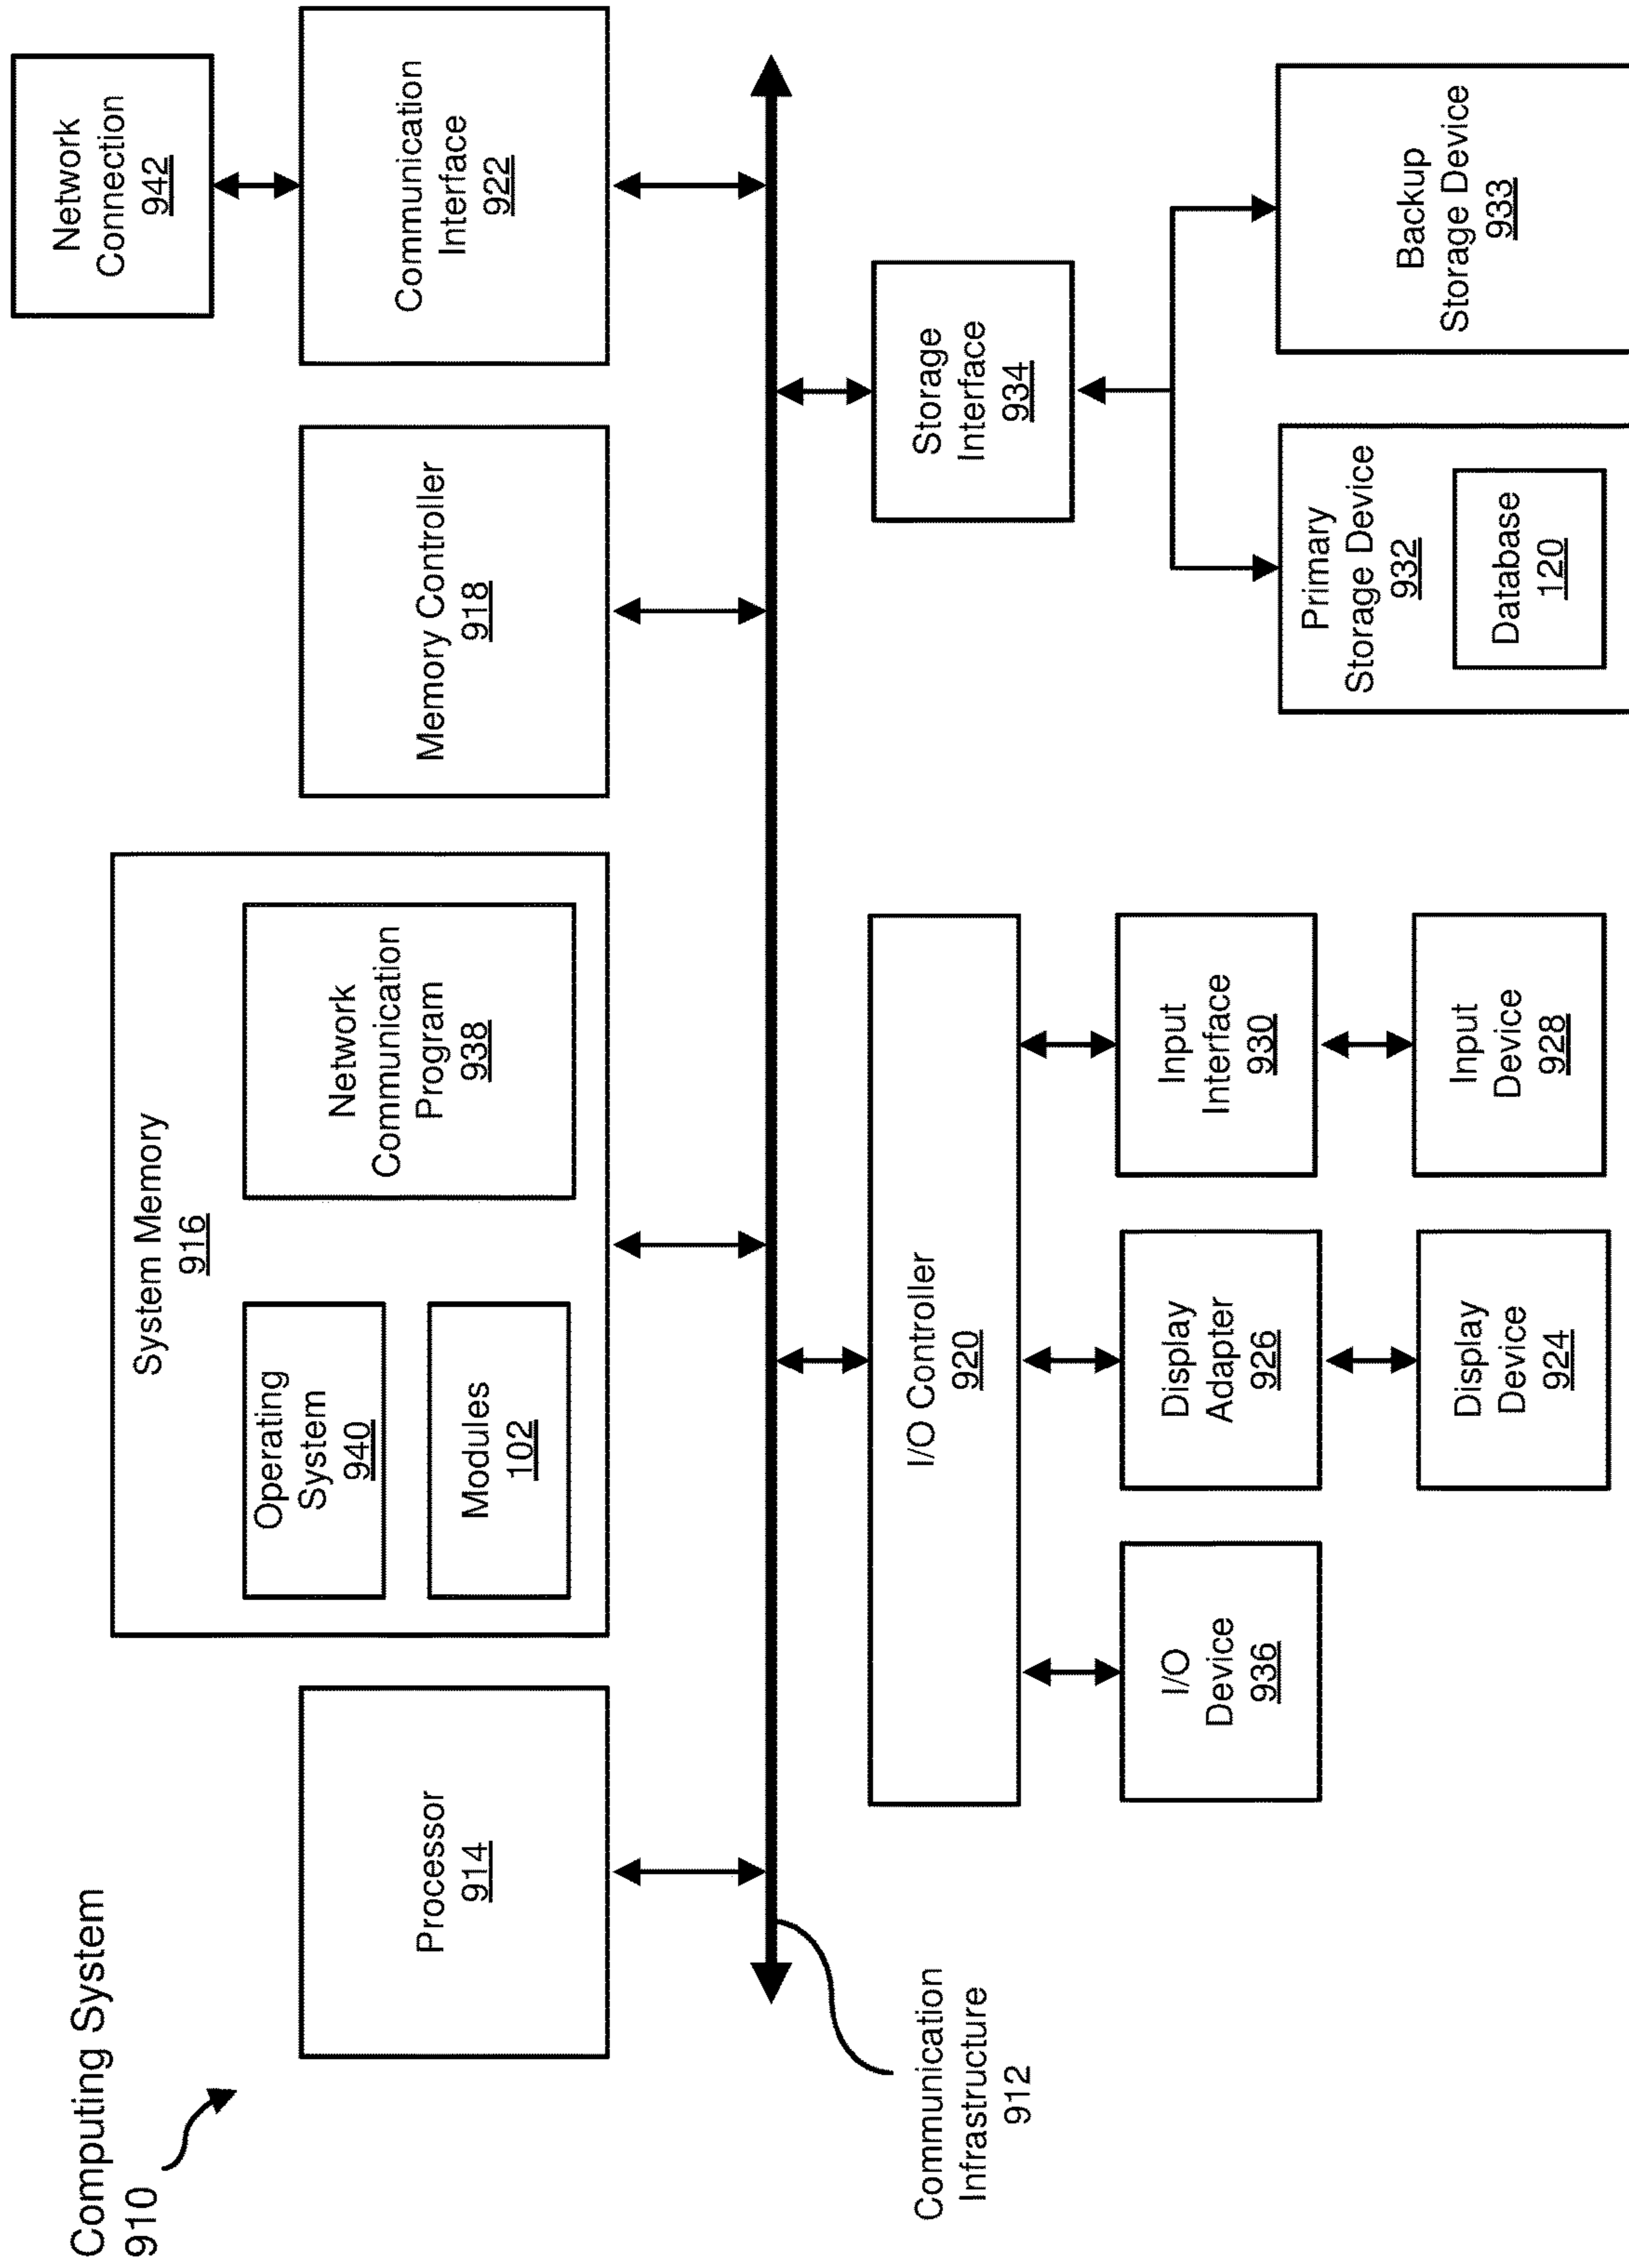 Computing System
910
Processor
914
System Memory
916
Operating
System
940
Modules
102
Network
Communication
Program
938
Memory Controller
918
Communication
Interface
922
Network
Connection
942
Communication
Infrastructure
912
I/O Controller
920
I/O
Device
936
Display
Adapter
926
Input
Interface
930
Display
Device
924
Input
Device
928
Storage
Interface
934
Primary
Storage Device
932
Database
120
Backup
Storage Device
933